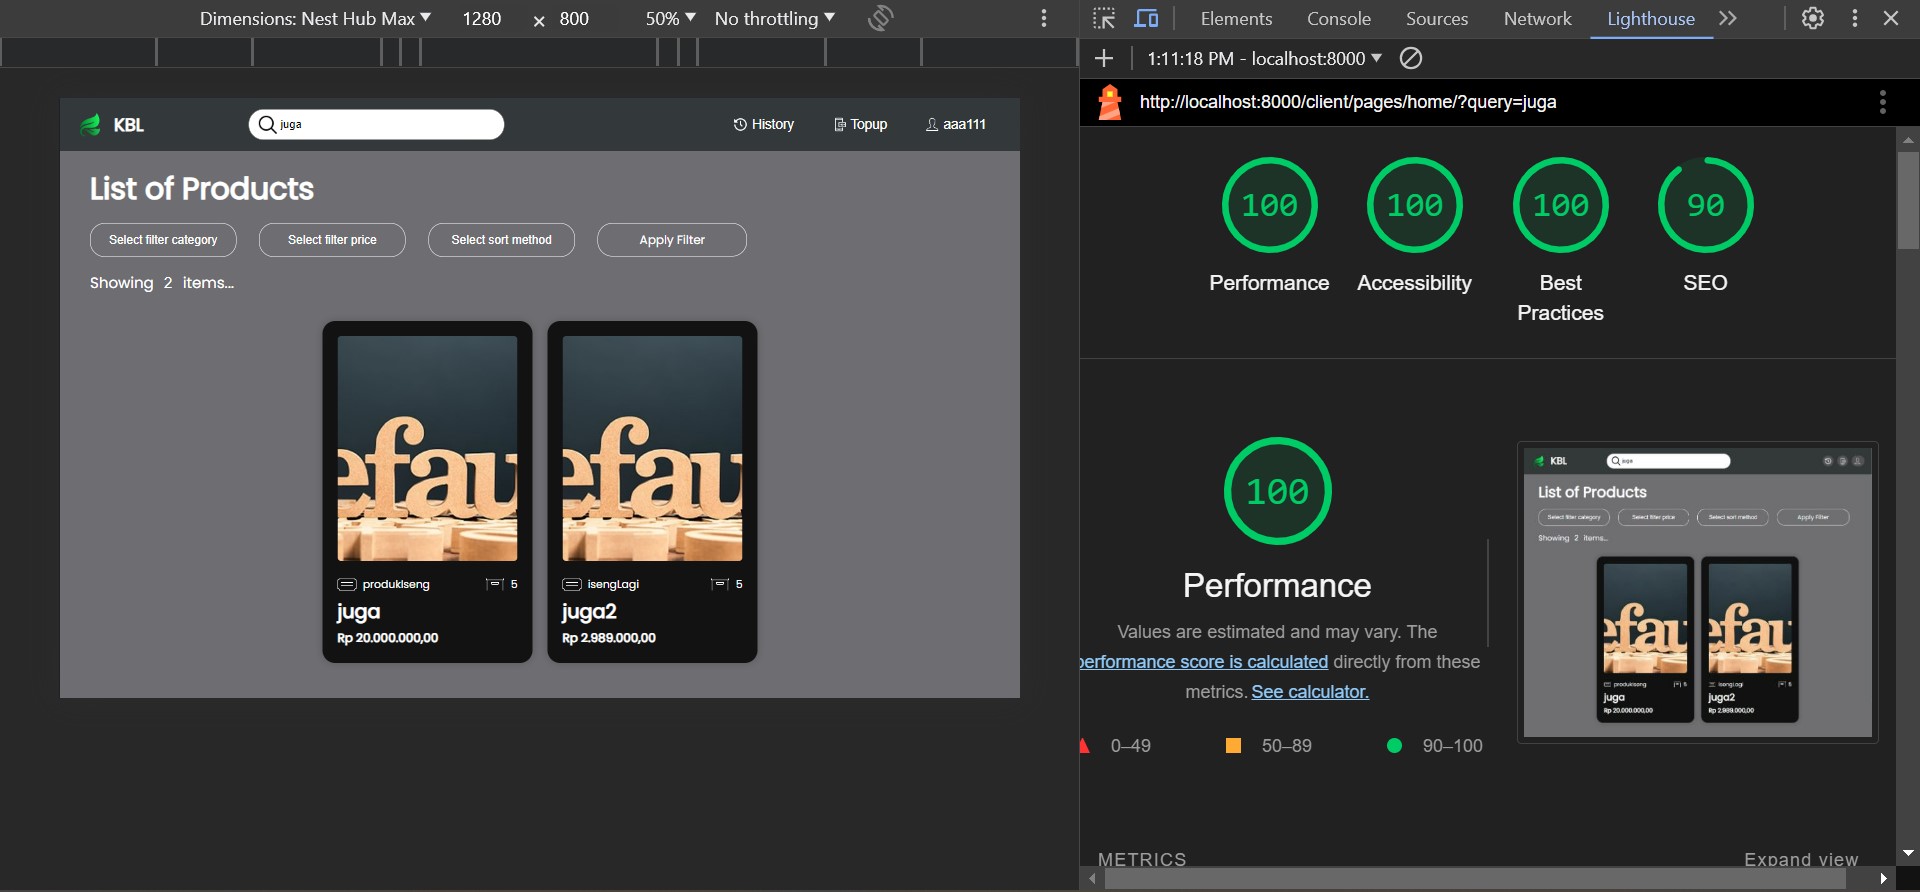 Dimensions: Nest Hub Max 1280 × 800 50% No throttling
Elements Console Sources Network Lighthouse
1:11:18 PM - localhost:8000
http://localhost:8000/client/pages/home/?query=juga
KBL juga History Topup aaa111
List of Products
Select filter category Select filter price Select sort method Apply Filter
Showing 2 items...
efau efau
produkIseng 5 isengLagi 5
juga juga2
Rp 20.000.000,00 Rp 2.989.000,00
100 100 100 90
Performance Accessibility Best Practices SEO
100
Performance
Values are estimated and may vary. The
performance score is calculated directly from these
metrics. See calculator.
0–49 50–89 90–100
KBL juga
List of Products
Select filter category Select filter price Select sort method Apply Filter
Showing 2 items...
efau efau
produkIseng 5 isengLagi 5
juga juga2
Rp 20.000.000,00 Rp 2.989.000,00
METRICS Expand view